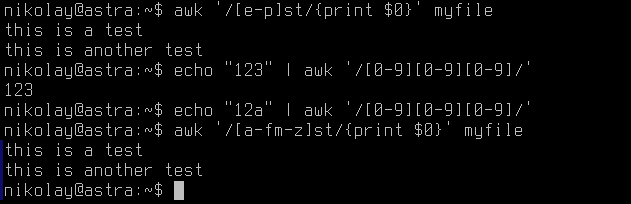 nikolay@astra:~$ awk '/[e-p]st/{print $0}' myfile
this is a test
this is another test
nikolay@astra:~$ echo "123" | awk '/[0-9][0-9][0-9]/'
123
nikolay@astra:~$ echo "12a" | awk '/[0-9][0-9][0-9]/'
nikolay@astra:~$ awk '/[a-fm-z]st/{print $0}' myfile
this is a test
this is another test
nikolay@astra:~$